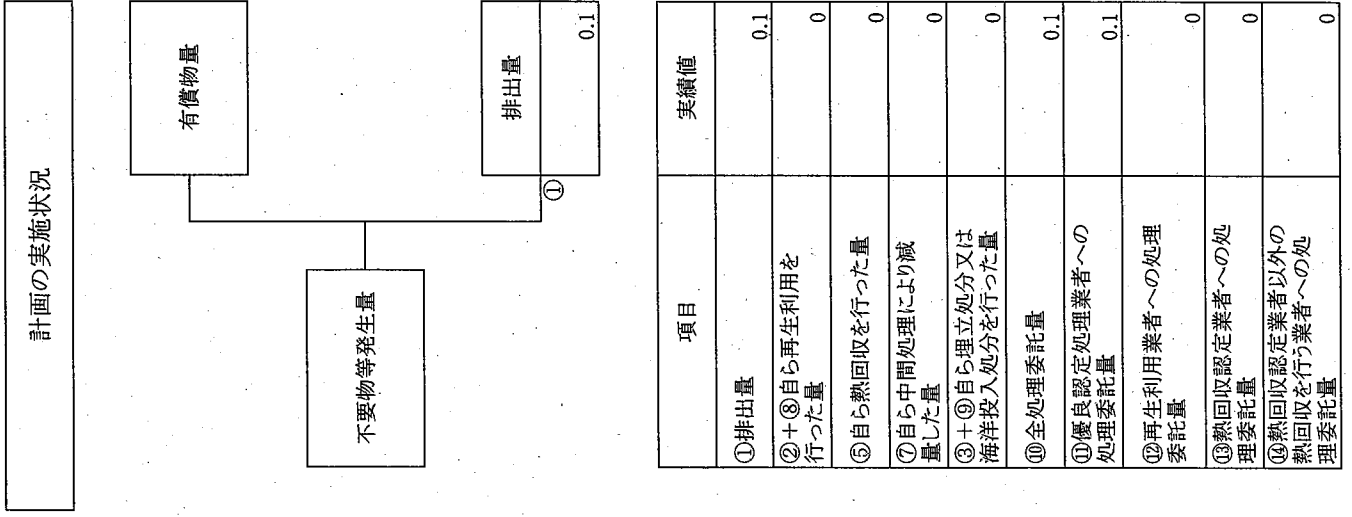 計画の実施状況
有償物量
不要物等発生量
排出量
①
0.1
項目
実績値
①排出量
0.1
②+⑧自ら再生利用を
行った量
0
⑤自ら熱回収を行った量
0
⑦自ら中間処理により減
量した量
0
③+⑨自ら埋立処分又は
海洋投入処分を行った量
0
⑩全処理委託量
0.1
⑪優良認定処理業者への
処理委託量
0.1
⑫再生利用業者への処理
委託量
0
⑬熱回収認定業者への処
理委託量
0
⑭熱回収認定業者以外の
熱回収を行う業者への処
理委託量
0